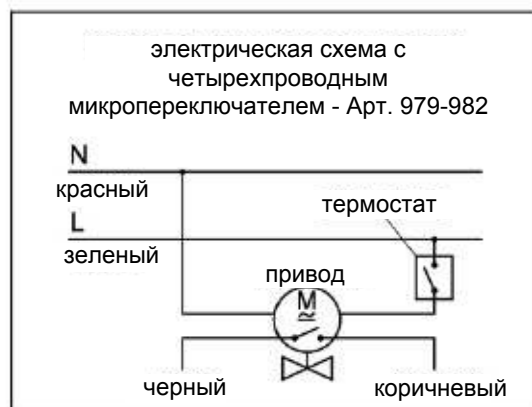 электрическая схема с
четырехпроводным
микропереключателем - Арт. 979-982
N
красный
термостат
L
зеленый
привод
M
черный
коричневый